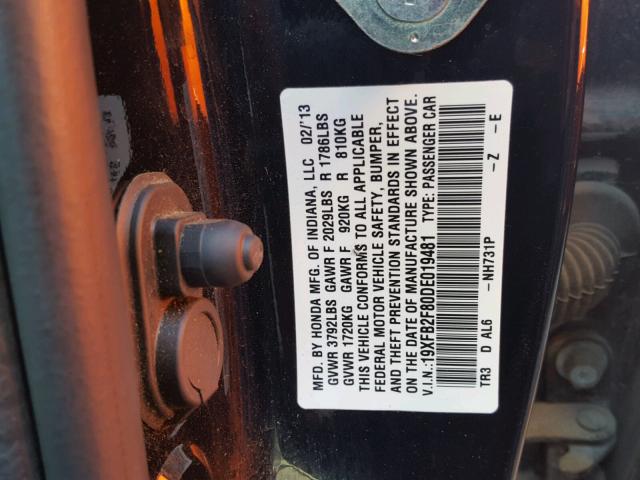 MFD. BY HONDA MFG. OF INDIANA, LLC 02/'13
GVWR 3792LBS GAWR F 2029LBS R 1786LBS
GVWR 1720KG GAWR F 920KG R 810KG
THIS VEHICLE CONFORMS TO ALL APPLICABLE
FEDERAL MOTOR VEHICLE SAFETY, BUMPER,
AND THEFT PREVENTION STANDARDS IN EFFECT
ON THE DATE OF MANUFACTURE SHOWN ABOVE.
V.I.N.:19XFB2F80DE019481 TYPE: PASSENGER CAR
TR3 D AL6 -NH731P -Z -E